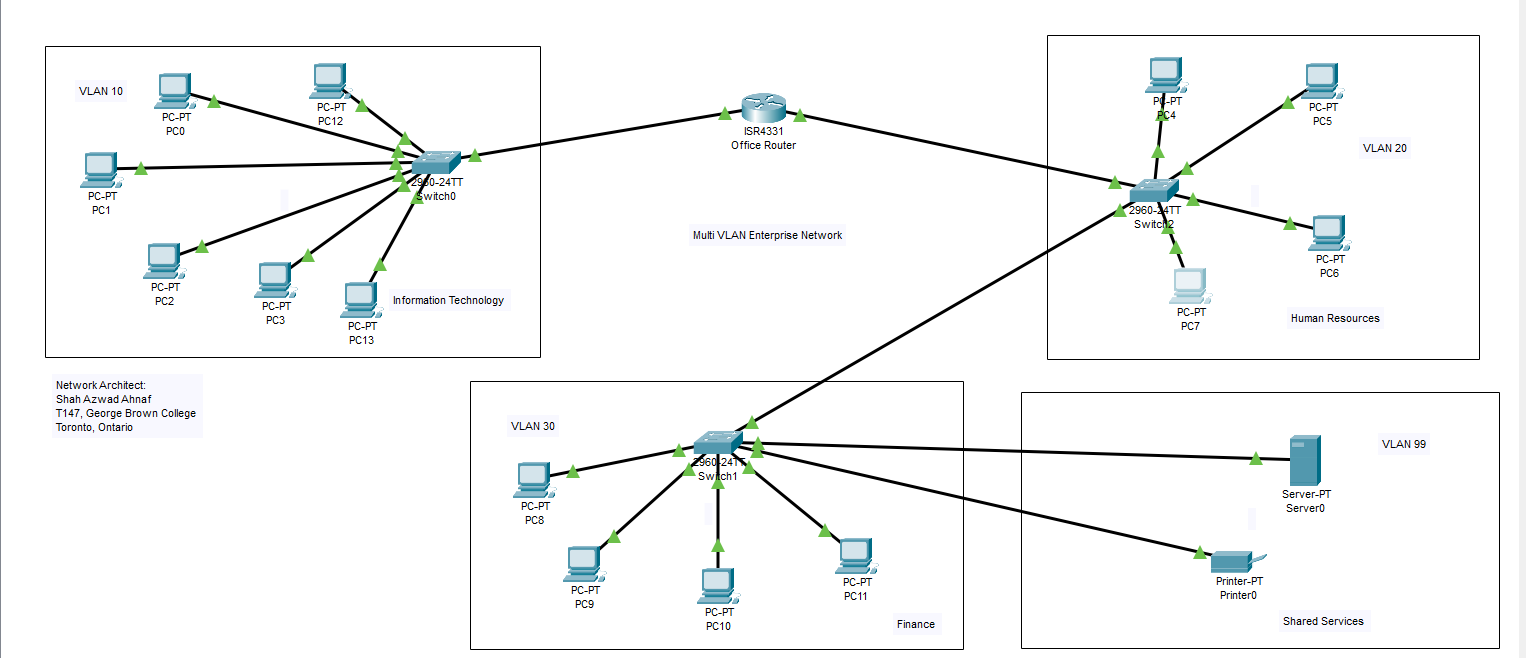 VLAN 10
PC-PT
PC0
PC-PT
PC12
PC-PT
PC1
2960-24TT
Switch0
PC-PT
PC2
PC-PT
PC3
PC-PT
PC13
Information Technology
ISR4331
Office Router
Multi VLAN Enterprise Network
PC-PT
PC4
PC-PT
PC5
VLAN 20
2960-24TT
Switch2
PC-PT
PC6
PC-PT
PC7
Human Resources
Network Architect:
Shah Azwad Ahnaf
T147, George Brown College
Toronto, Ontario
VLAN 30
2960-24TT
Switch1
PC-PT
PC8
PC-PT
PC9
PC-PT
PC10
PC-PT
PC11
Finance
VLAN 99
Server-PT
Server0
Printer-PT
Printer0
Shared Services